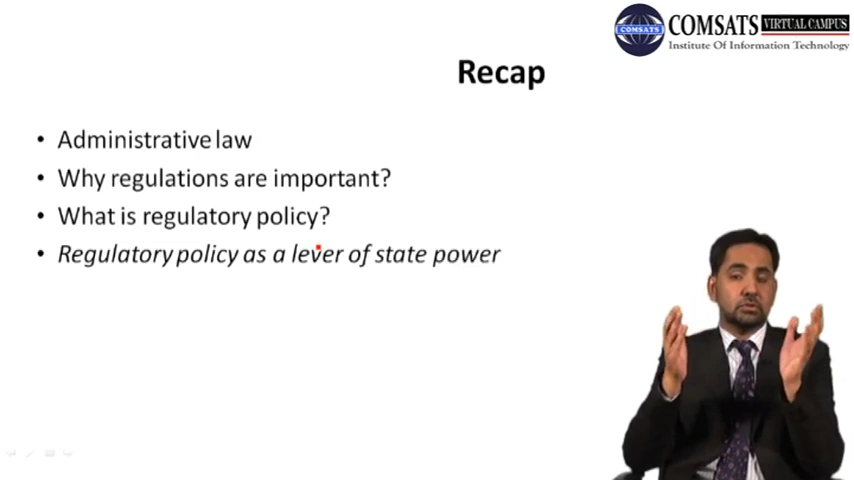 COMSATS VIRTUAL CAMPUS
COMSATS
Institute Of Information Technology
Recap
• Administrative law
• Why regulations are important?
• What is regulatory policy?
• Regulatory policy as a lever of state power